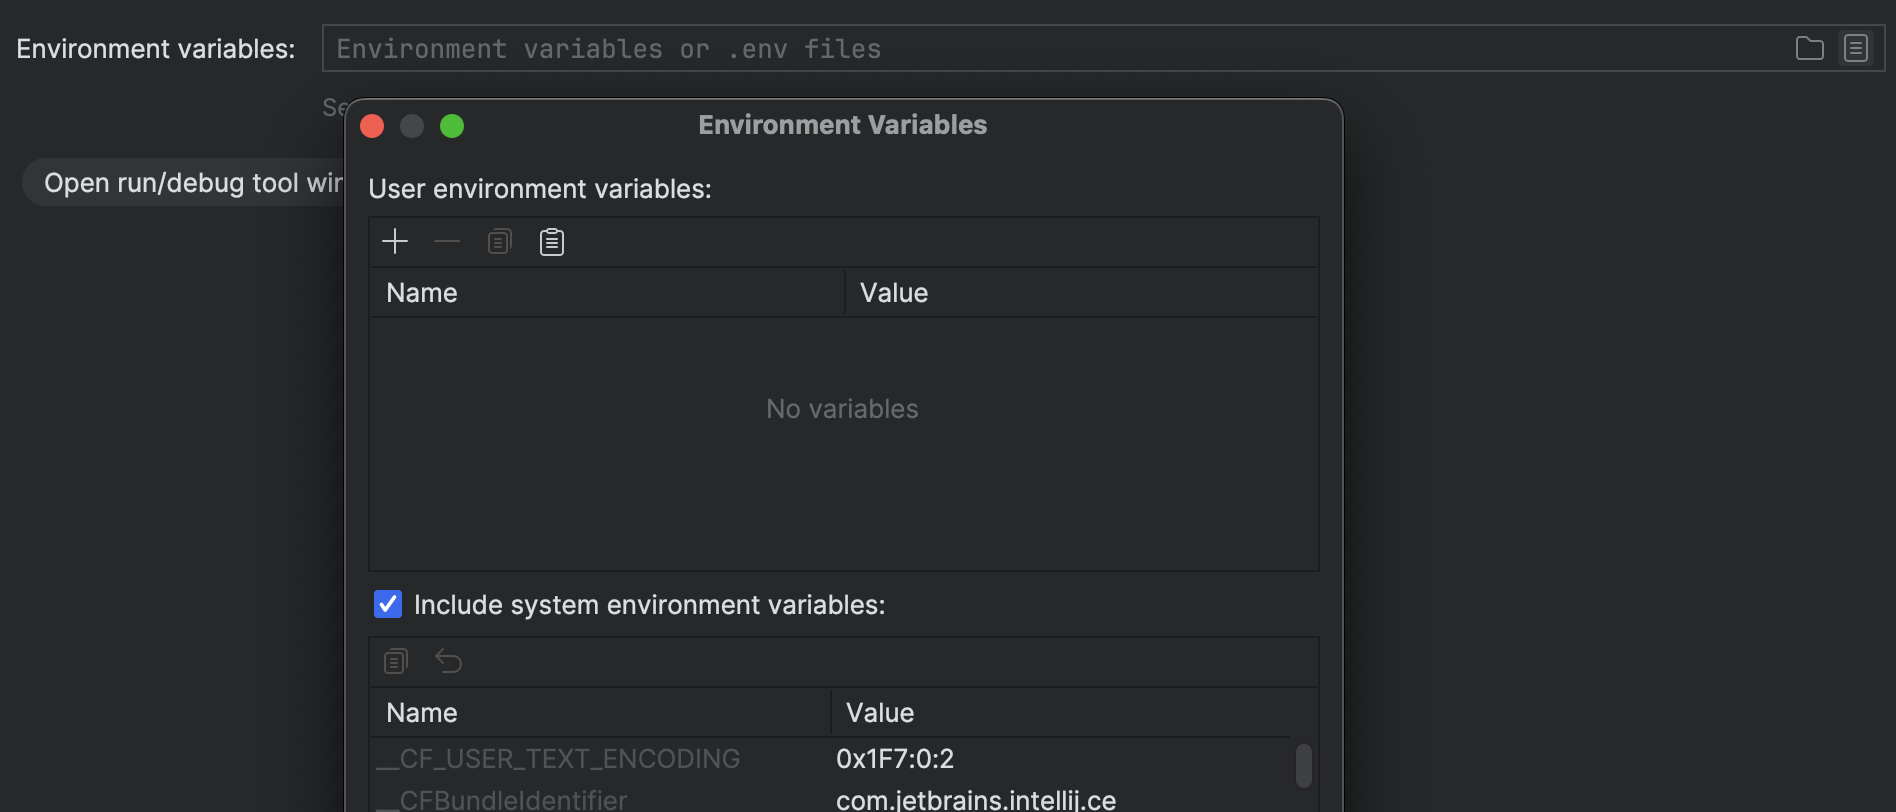 Environment variables:
Environment variables or .env files
Se
Environment Variables
Open run/debug tool wir
User environment variables:
Name
Value
No variables
Include system environment variables:
Name
Value
__CF_USER_TEXT_ENCODING
0x1F7:0:2
__CFBundleIdentifier
com.jetbrains.intellij.ce